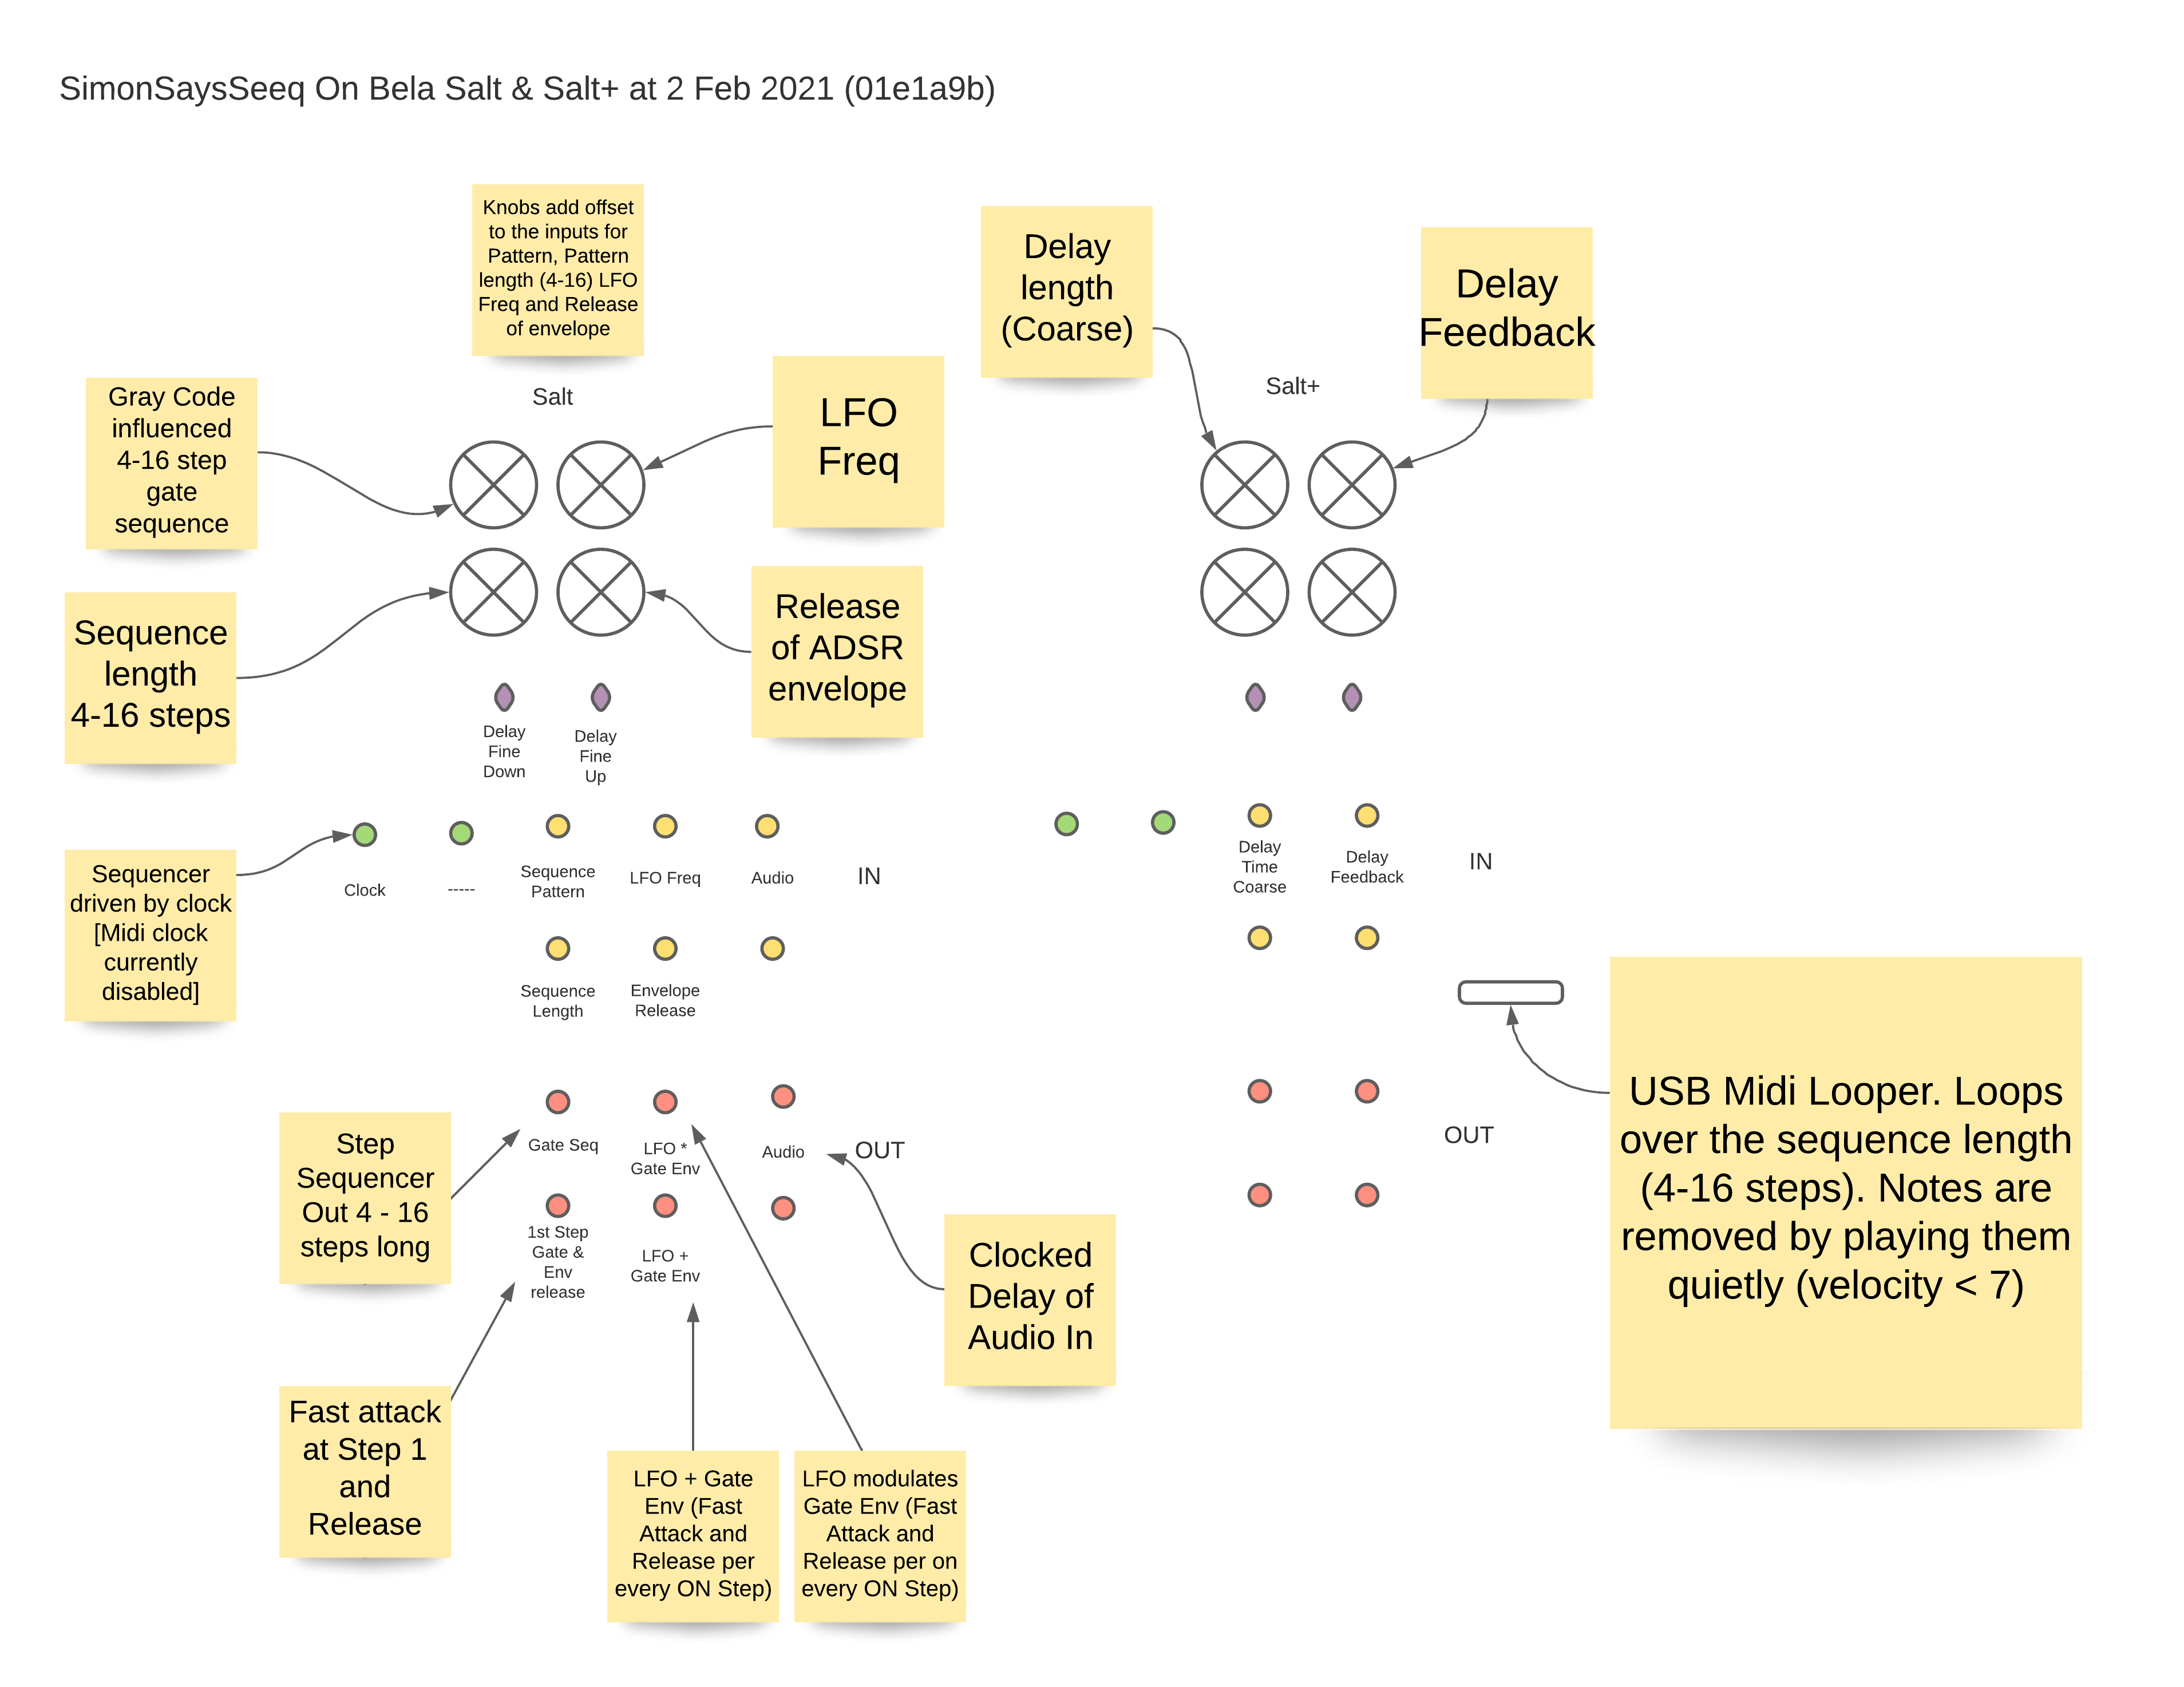 SimonSaysSeeq On Bela Salt & Salt+ at 2 Feb 2021 (01e1a9b)
Knobs add offset
to the inputs for
Pattern, Pattern
length (4-16) LFO
Freq and Release
of envelope
Delay
length
(Coarse)
Delay
Feedback
Salt
Salt+
Gray Code
influenced
4-16 step
gate
sequence
LFO
Freq
Sequence
length
4-16 steps
Release
of ADSR
envelope
Delay
Fine
Down
Delay
Fine
Up
Sequencer
driven by clock
[Midi clock
currently
disabled]
Clock
-----
Sequence
Pattern
LFO Freq
Audio
IN
Delay
Time
Coarse
Delay
Feedback
IN
Sequence
Length
Envelope
Release
Step
Sequencer
Out 4 - 16
steps long
Gate Seq
LFO *
Gate Env
Audio
OUT
OUT
1st Step
Gate &
Env
release
LFO +
Gate Env
Clocked
Delay of
Audio In
USB Midi Looper. Loops
over the sequence length
(4-16 steps). Notes are
removed by playing them
quietly (velocity < 7)
Fast attack
at Step 1
and
Release
LFO + Gate
Env (Fast
Attack and
Release per
every ON Step)
LFO modulates
Gate Env (Fast
Attack and
Release per on
every ON Step)